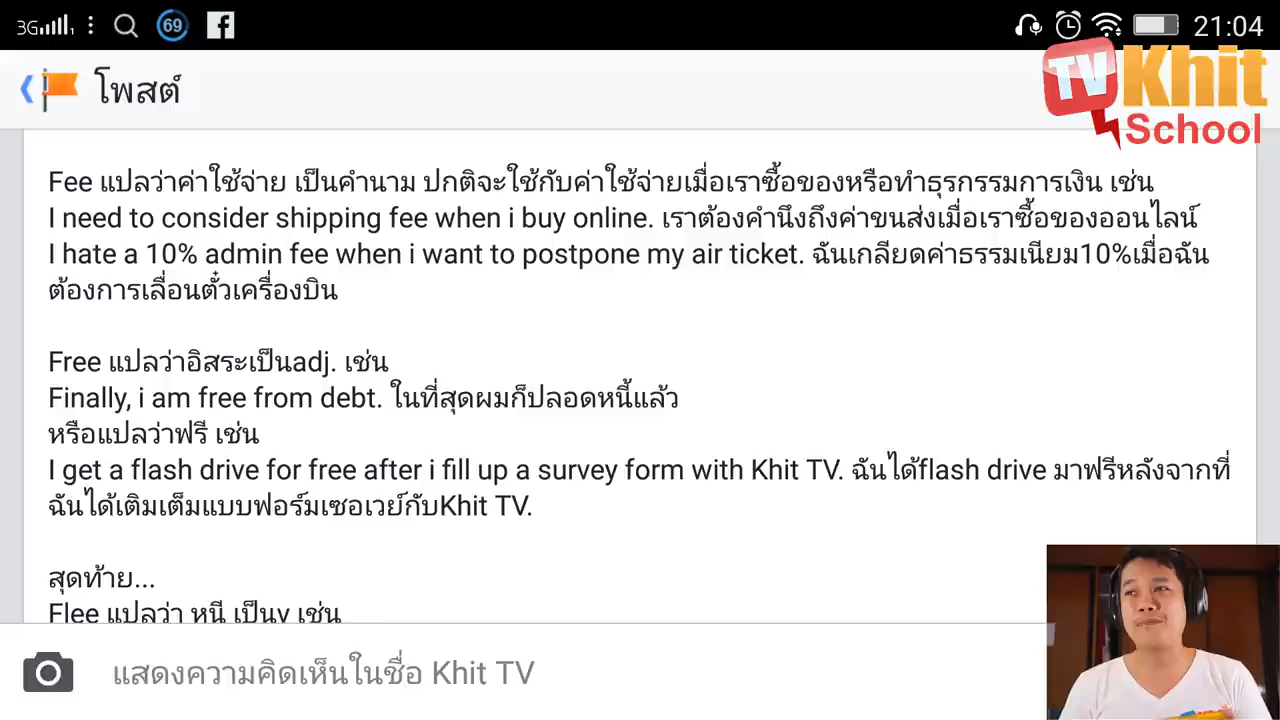 3G 1 69 21:04
โพสต์
TV Khit
School
Fee แปลว่าค่าใช้จ่าย เป็นคำนาม ปกติจะใช้กับค่าใช้จ่ายเมื่อเราซื้อของหรือทำธุรกรรมการเงิน เช่น
I need to consider shipping fee when i buy online. เราต้องคำนึงถึงค่าขนส่งเมื่อเราซื้อของออนไลน์
I hate a 10% admin fee when i want to postpone my air ticket. ฉันเกลียดค่าธรรมเนียม10%เมื่อฉัน
ต้องการเลื่อนตั๋วเครื่องบิน
Free แปลว่าอิสระเป็นadj. เช่น
Finally, i am free from debt. ในที่สุดผมก็ปลอดหนี้แล้ว
หรือแปลว่าฟรี เช่น
I get a flash drive for free after i fill up a survey form with Khit TV. ฉันได้flash drive มาฟรีหลังจากที่
ฉันได้เติมเต็มแบบฟอร์มเซอเวย์กับKhit TV.
สุดท้าย...
Flee แปลว่า หนี เป็นv เช่น
แสดงความคิดเห็นในชื่อ Khit TV